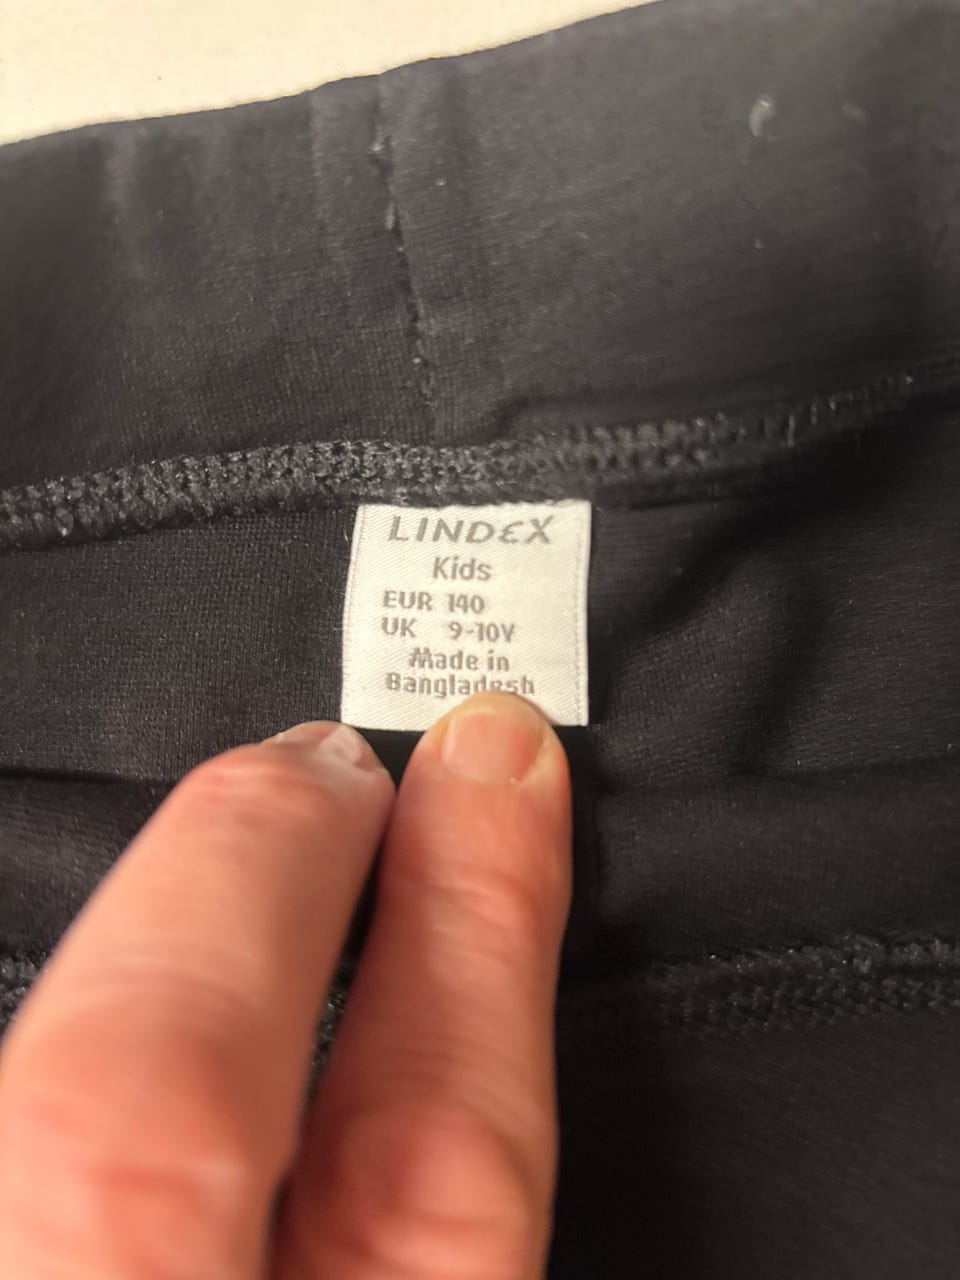 LINDEX
Kids
EUR 140
UK 9-10Y
Made in
Bangladesh